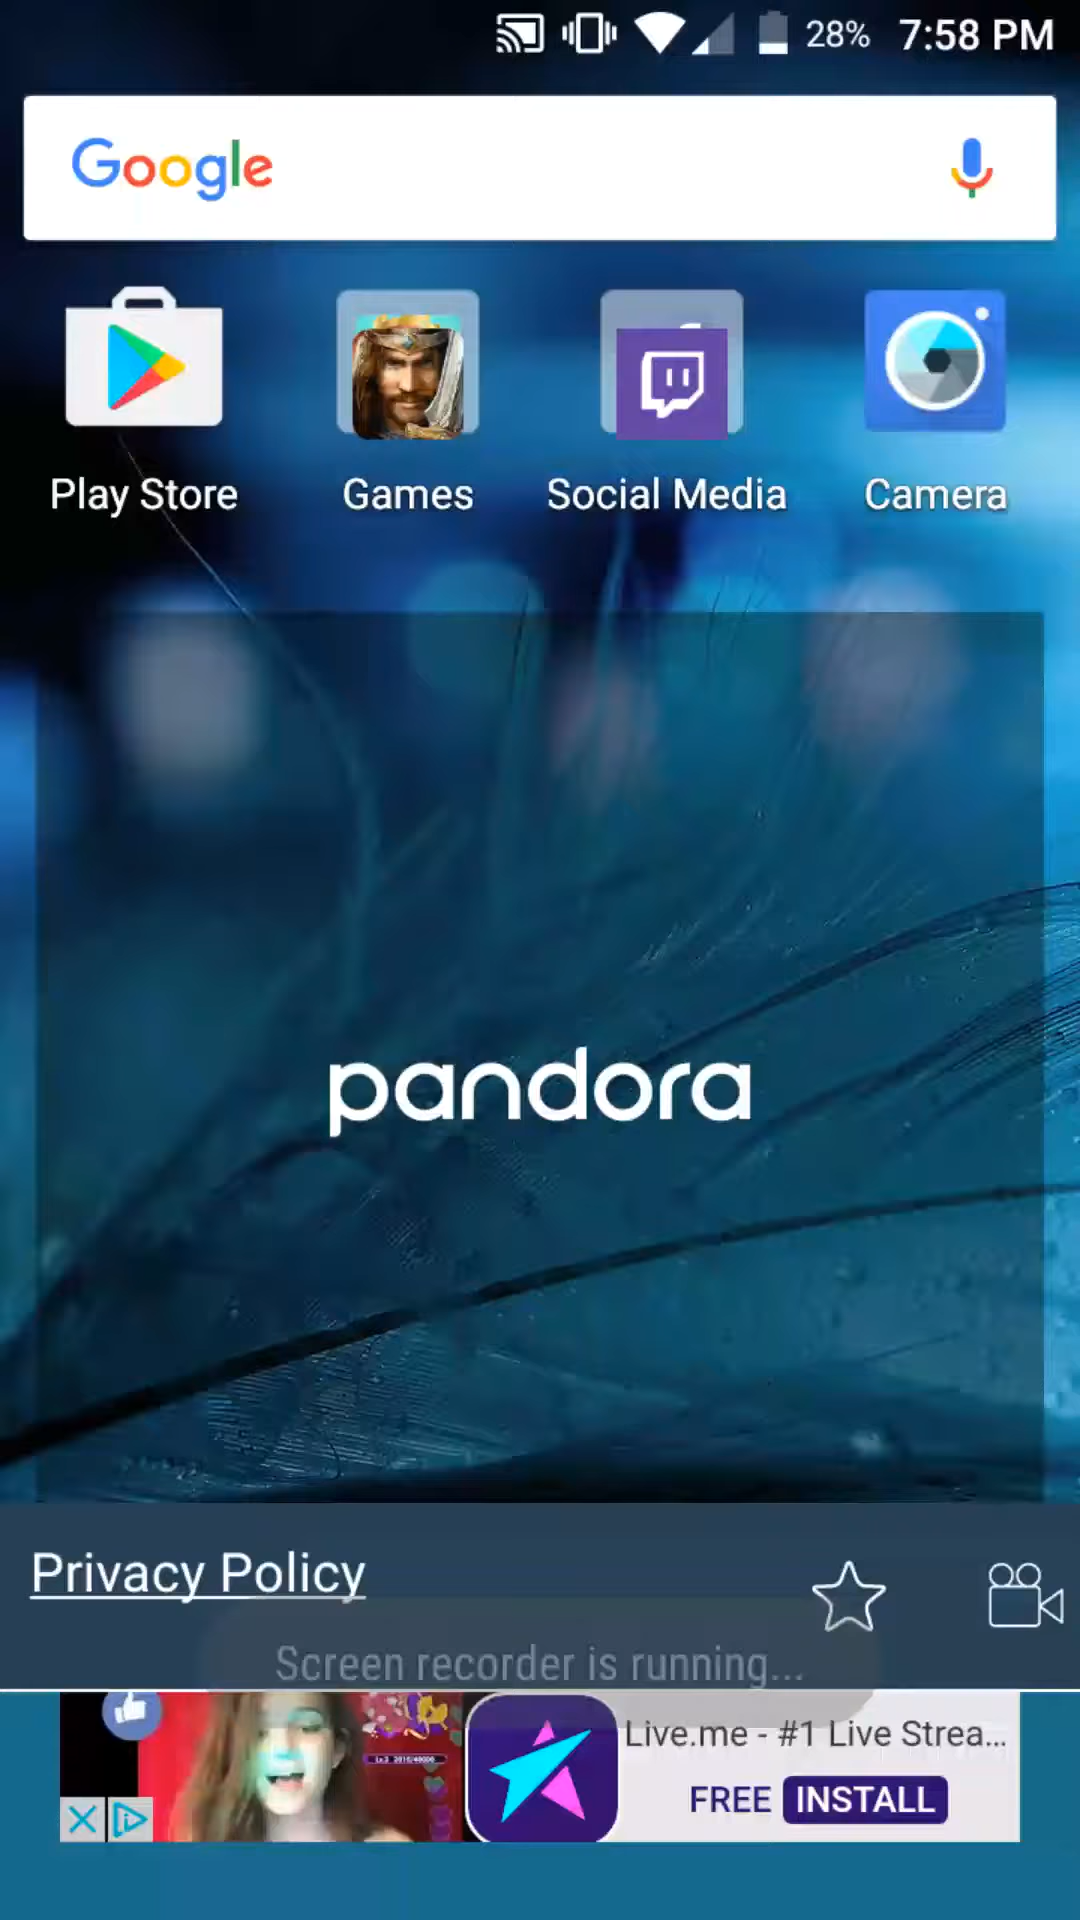 28% 7:58 PM
Google
Play Store Games Social Media Camera
pandora
Privacy Policy
Screen recorder is running...
Live.me - #1 Live Strea...
FREE INSTALL